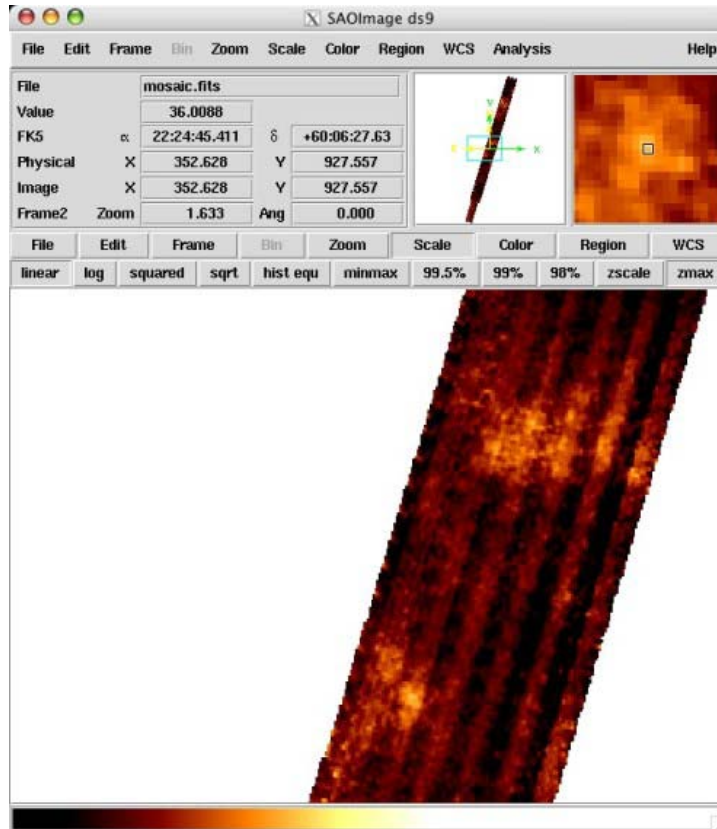 X SAOImage ds9
File Edit Frame Bin Zoom Scale Color Region WCS Analysis Help
File mosaic.fits
Value 36.0088
FK5 α 22:24:45.411 δ +60:06:27.63
Physical X 352.628 Y 927.557
Image X 352.628 Y 927.557
Frame2 Zoom 1.633 Ang 0.000
File Edit Frame Bin Zoom Scale Color Region WCS
linear log squared sqrt hist equ minmax 99.5% 99% 98% zscale zmax